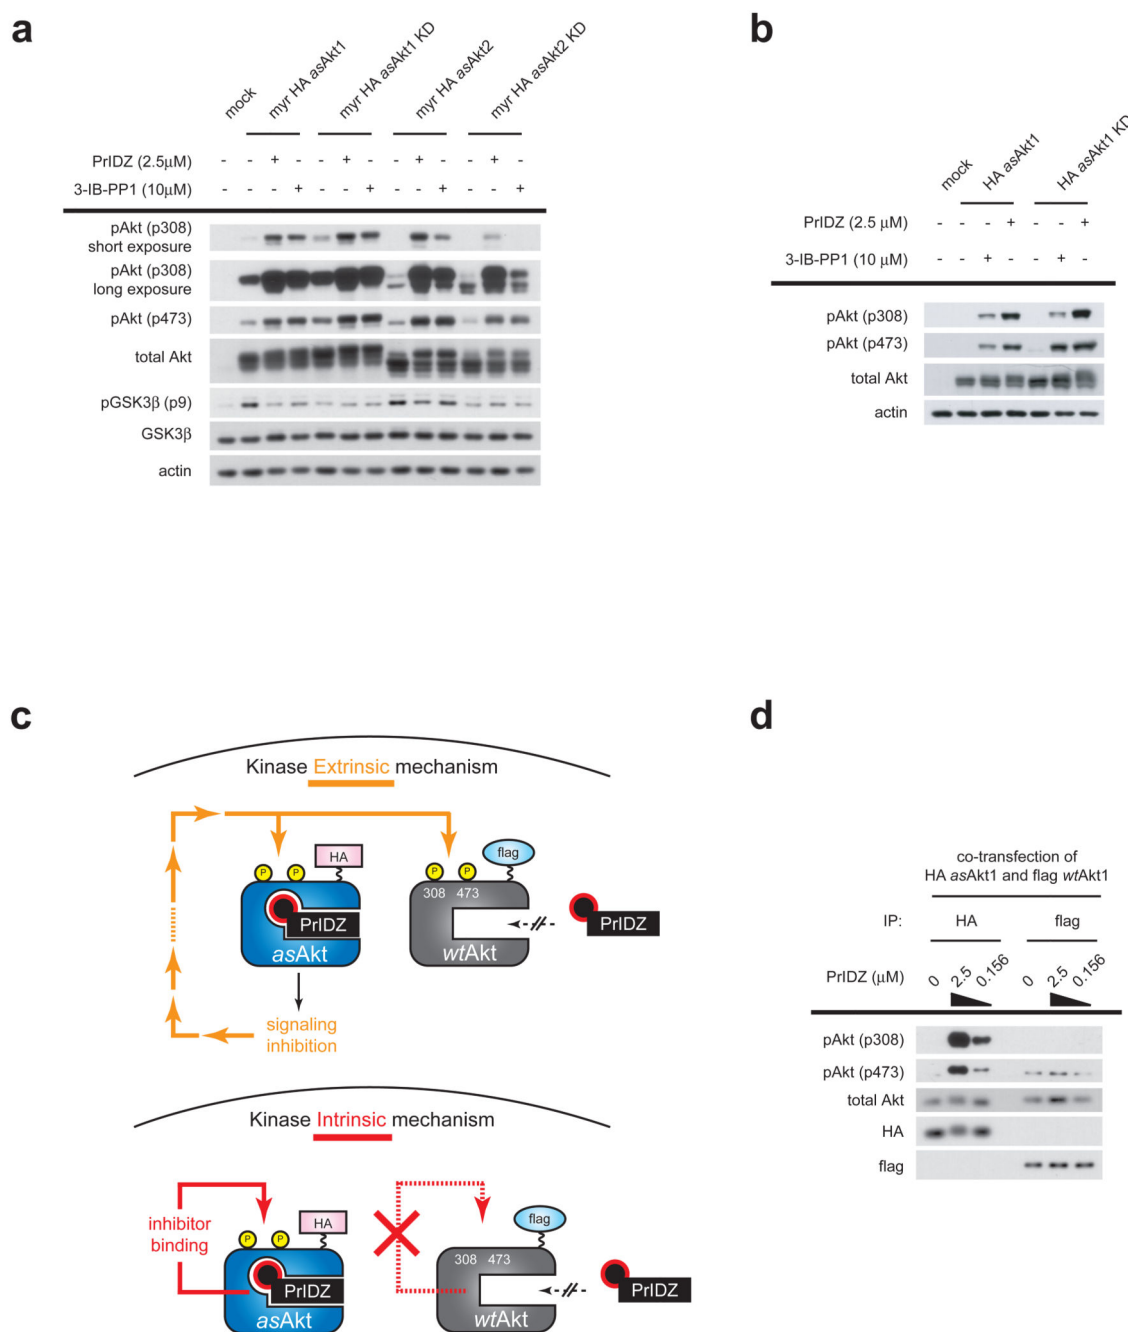 a
mock
myr HA asAkt1
myr HA asAkt1 KD
myr HA asAkt2
myr HA asAkt2 KD
PrIDZ (2.5μM) - - + - - + - - + - - + -
3-IB-PP1 (10μM) - - - + - - + - - + - - +
pAkt (p308)
short exposure
pAkt (p308)
long exposure
pAkt (p473)
total Akt
pGSK3β (p9)
GSK3β
actin
b
mock
HA asAkt1
HA asAkt1 KD
PrIDZ (2.5 μM) - - - + - - +
3-IB-PP1 (10 μM) - - + - - + -
pAkt (p308)
pAkt (p473)
total Akt
actin
c
Kinase Extrinsic mechanism
HA
flag
P P
P P
308 473
PrIDZ
PrIDZ
asAkt
wtAkt
signaling
inhibition
Kinase Intrinsic mechanism
inhibitor
binding
HA
flag
P P
308 473
PrIDZ
PrIDZ
asAkt
wtAkt
d
co-transfection of
HA asAkt1 and flag wtAkt1
IP: HA flag
PrIDZ (μM) 0 2.5 0.156 0 2.5 0.156
pAkt (p308)
pAkt (p473)
total Akt
HA
flag